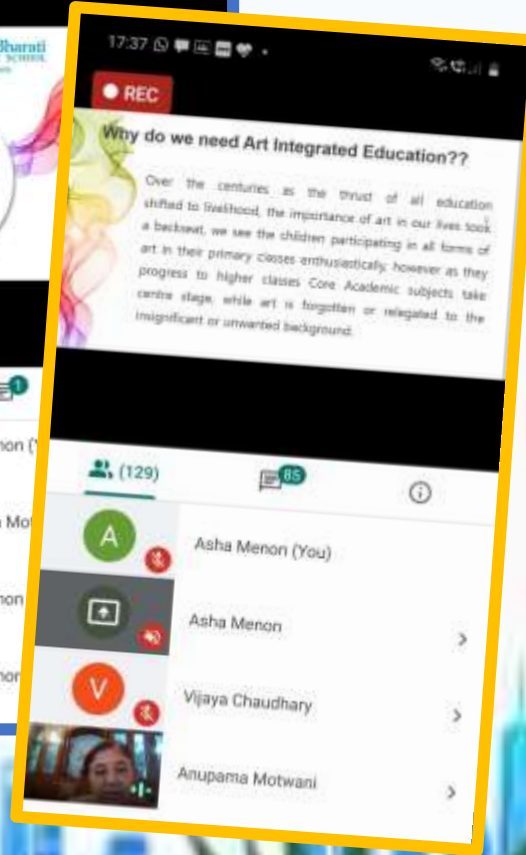 Bharati
SCHOOL
1
17:37
REC
Why do we need Art Integrated Education??
Over the centuries as the thrust of all education
shifted to livelihood, the importance of art in our lives took
a backseat, we see the children participating in all forms of
art in their primary classes enthusiastically, however as they
progress to higher classes Core Academic subjects take
centre stage, while art is forgotten or relegated to the
insignificant or unwanted background.
(129)
85
A
Asha Menon (You)
Asha Menon
V
Vijaya Chaudhary
Anupama Motwani